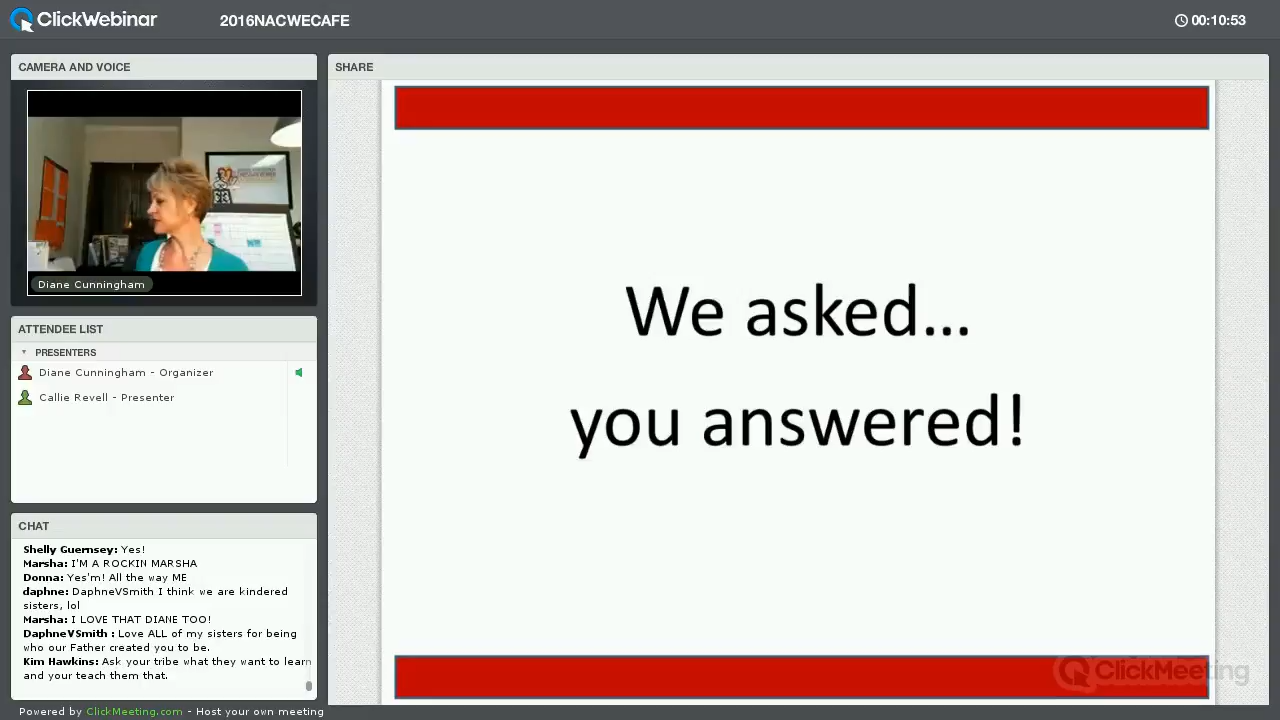 ClickWebinar
2016NACWECAFE
00:10:53
CAMERA AND VOICE
SHARE
Diane Cunningham
We asked...
you answered!
ATTENDEE LIST
PRESENTERS
Diane Cunningham - Organizer
Callie Revell - Presenter
CHAT
Shelly Guernsey: Yes!
Marsha: I'M A ROCKIN MARSHA
Donna: Yes'm! All the way ME
daphne: DaphneVSmith I think we are kindered
sisters, lol
Marsha: I LOVE THAT DIANE TOO!
DaphneVSmith : Love ALL of my sisters for being
who our Father created you to be.
Kim Hawkins: Ask your tribe what they want to learn
and your teach them that.
ClickMeeting
Powered by ClickMeeting.com - Host your own meeting